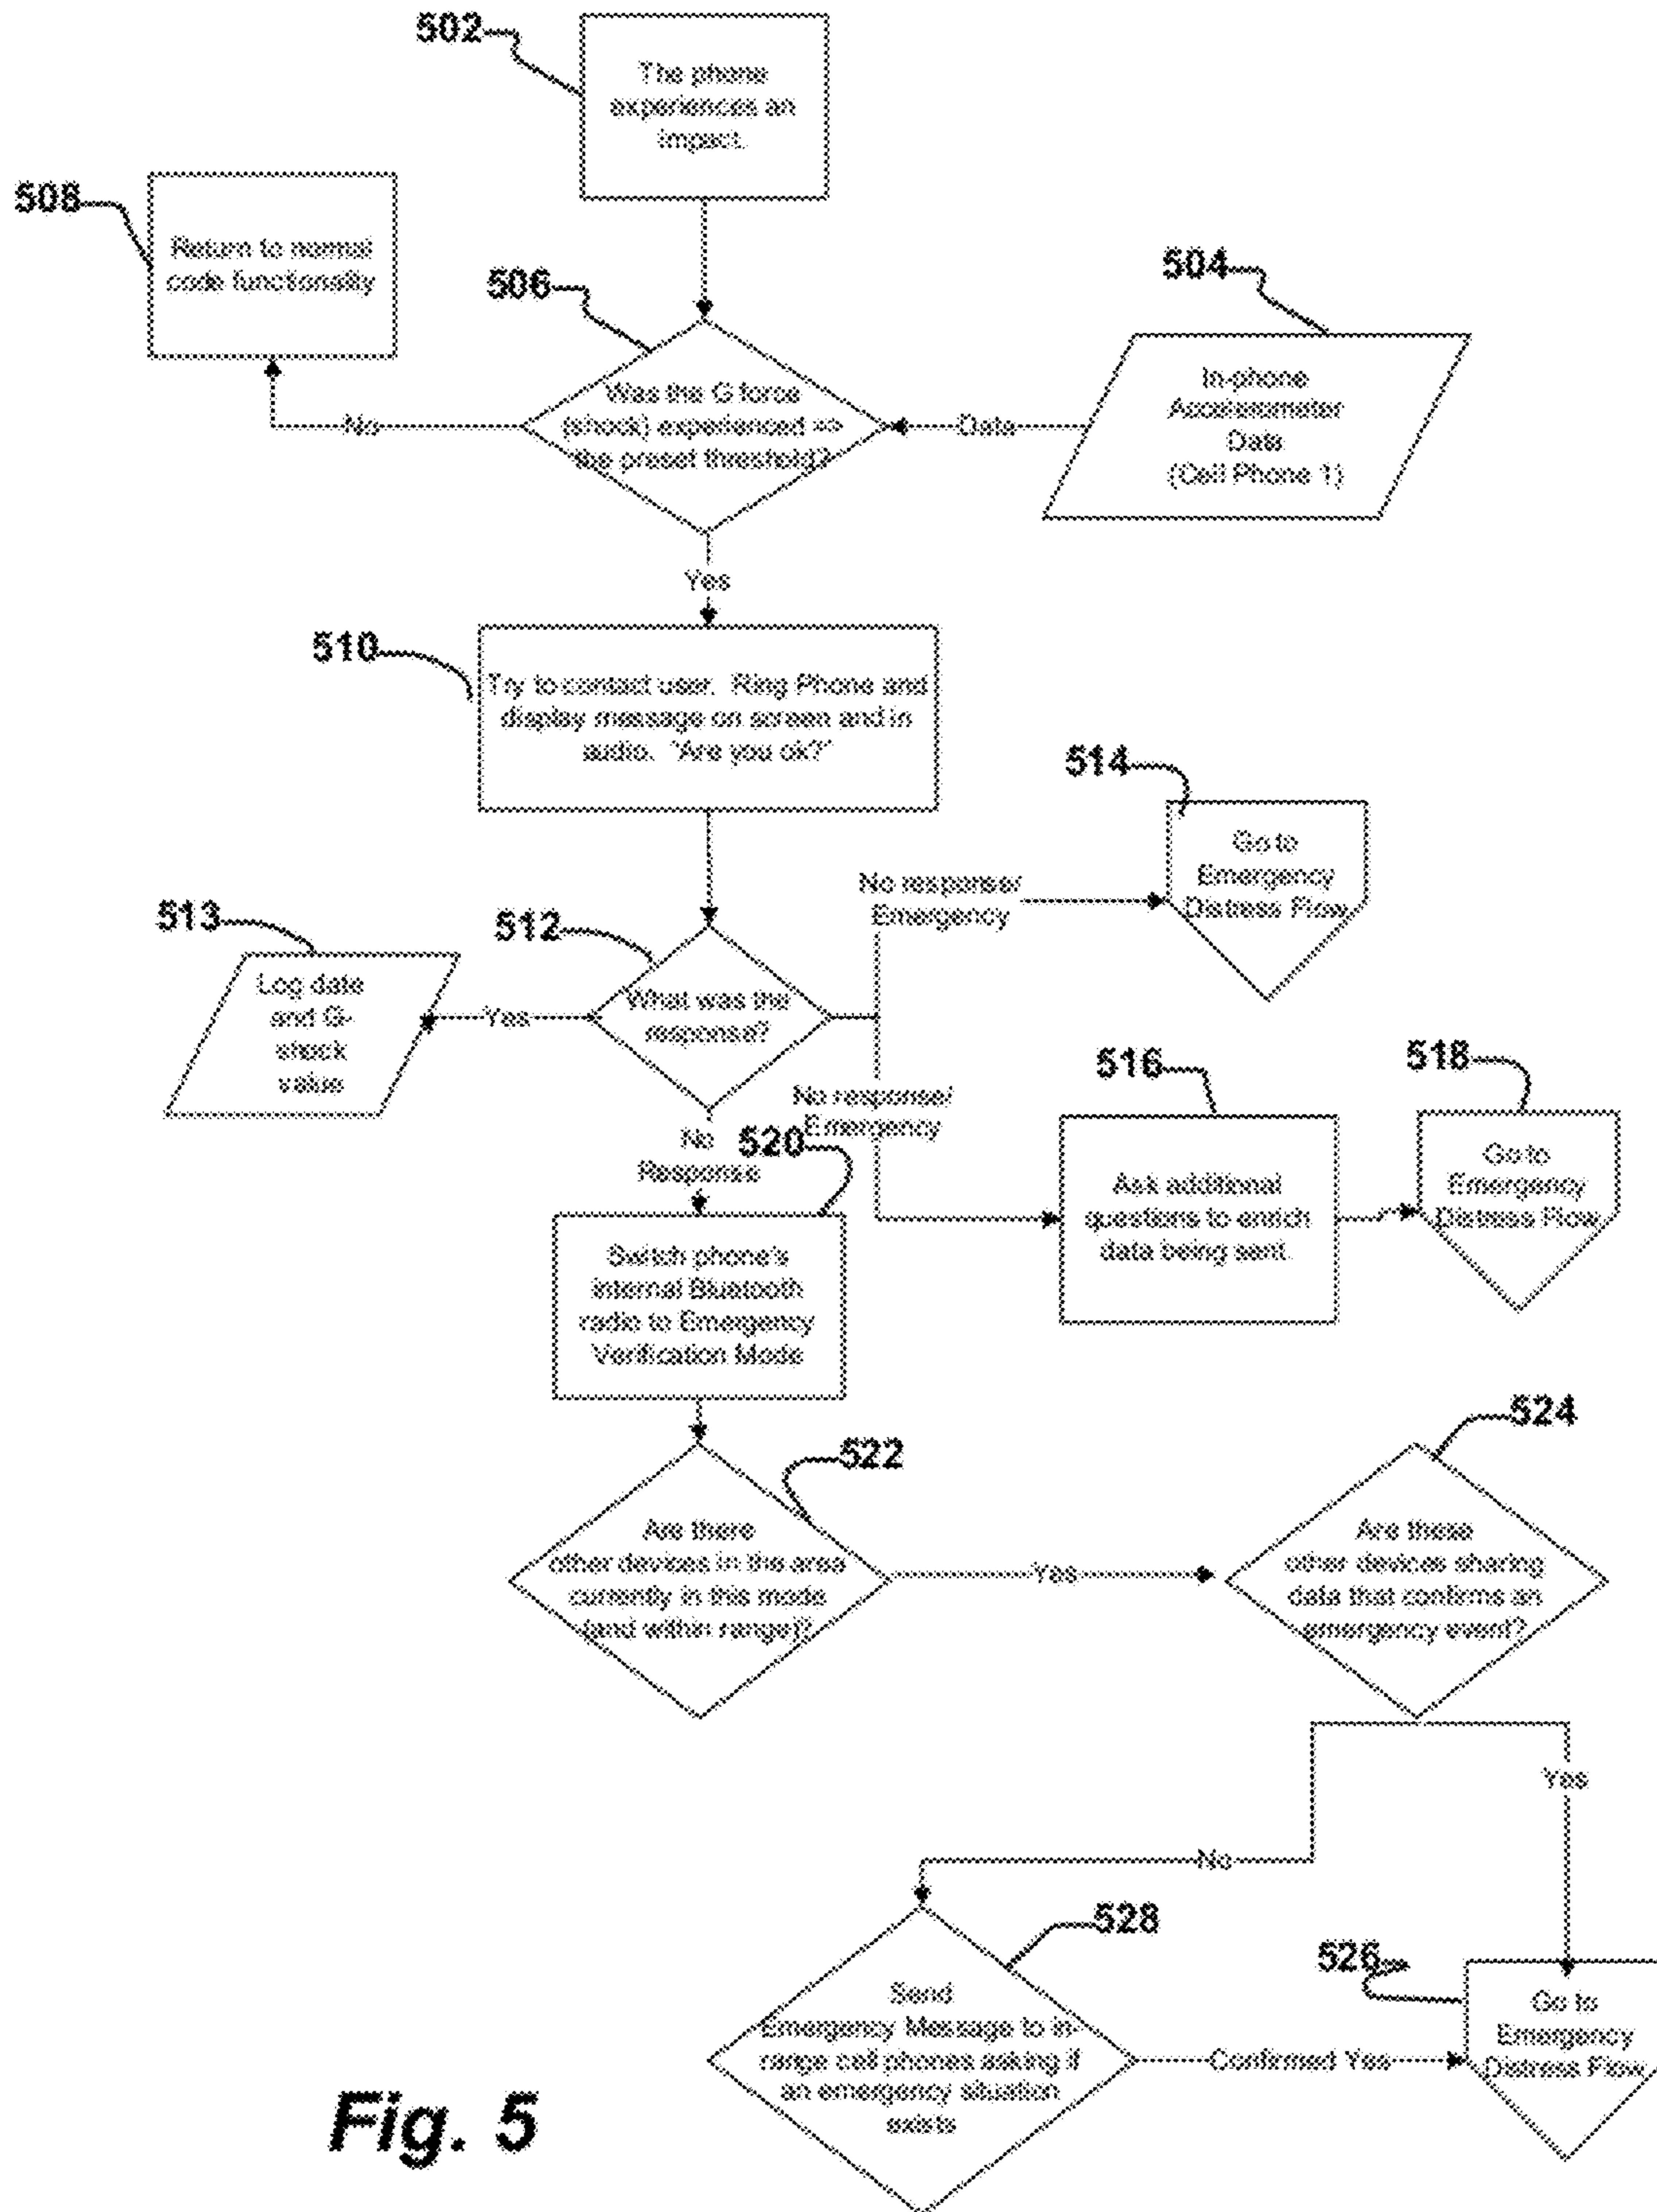 502
The phone
experiences an
impact.
508
Return to normal
code functionality
506
504
Was the G force
(shock) experienced =>
the preset threshold?
No
Data
In-phone
Accelerometer
Data
(Cell Phone 1)
Yes
510
Try to contact user. Ring Phone and
display message on screen and in
audio. "Are you ok?"
514
Go to
Emergency
Distress Flow
No response/
Emergency
513
Log date
and G-
shock
value
Yes
512
What was the
response?
No response/
Emergency
516
Ask additional
questions to enrich
data being sent.
518
Go to
Emergency
Distress Flow
No
Response
520
Switch phone's
internal Bluetooth
radio to Emergency
Verification Mode
522
Are there
other devices in the area
currently in this mode
(and within range)?
Yes
524
Are these
other devices sharing
data that confirms an
emergency event?
Yes
No
528
Send
Emergency Message to in-
range cell phones asking if
an emergency situation
exists
Confirmed Yes
526
Go to
Emergency
Distress Flow
Fig. 5